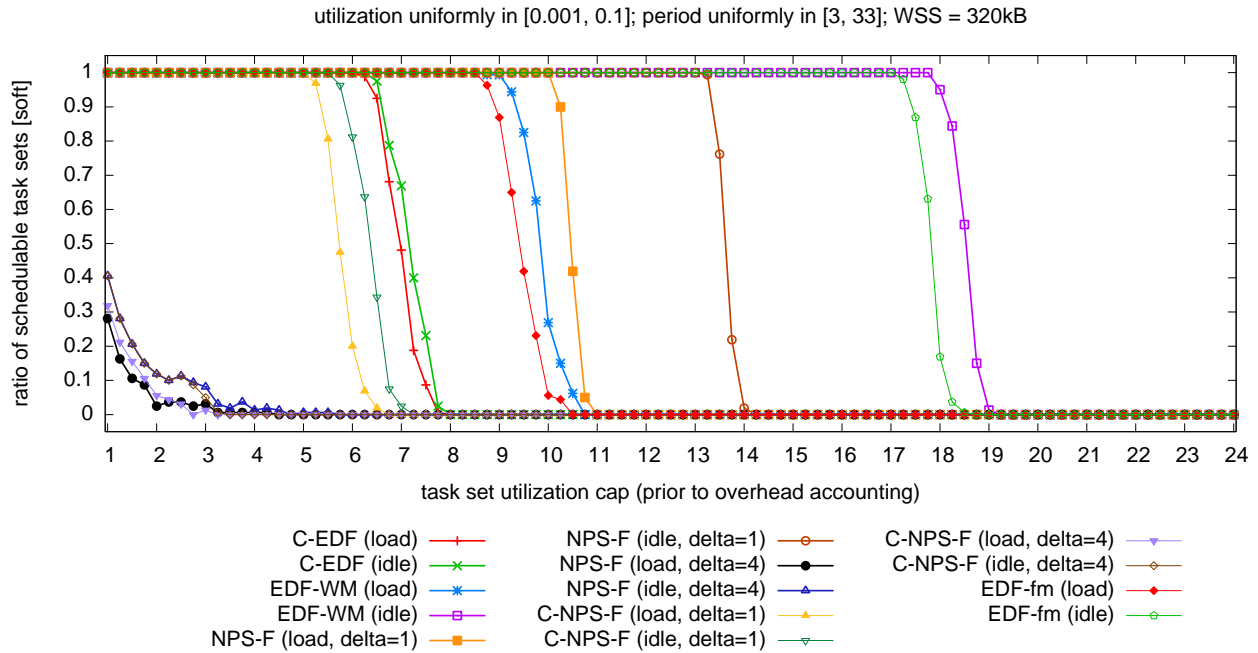 utilization uniformly in [0.001, 0.1]; period uniformly in [3, 33]; WSS = 320kB
ratio of schedulable task sets [soft]
1
0.9
0.8
0.7
0.6
0.5
0.4
0.3
0.2
0.1
0
1 2 3 4 5 6 7 8 9 10 11 12 13 14 15 16 17 18 19 20 21 22 23 24
task set utilization cap (prior to overhead accounting)
C-EDF (load)
C-EDF (idle)
EDF-WM (load)
EDF-WM (idle)
NPS-F (load, delta=1)
NPS-F (idle, delta=1)
NPS-F (load, delta=4)
NPS-F (idle, delta=4)
C-NPS-F (load, delta=1)
C-NPS-F (idle, delta=1)
C-NPS-F (load, delta=4)
C-NPS-F (idle, delta=4)
EDF-fm (load)
EDF-fm (idle)